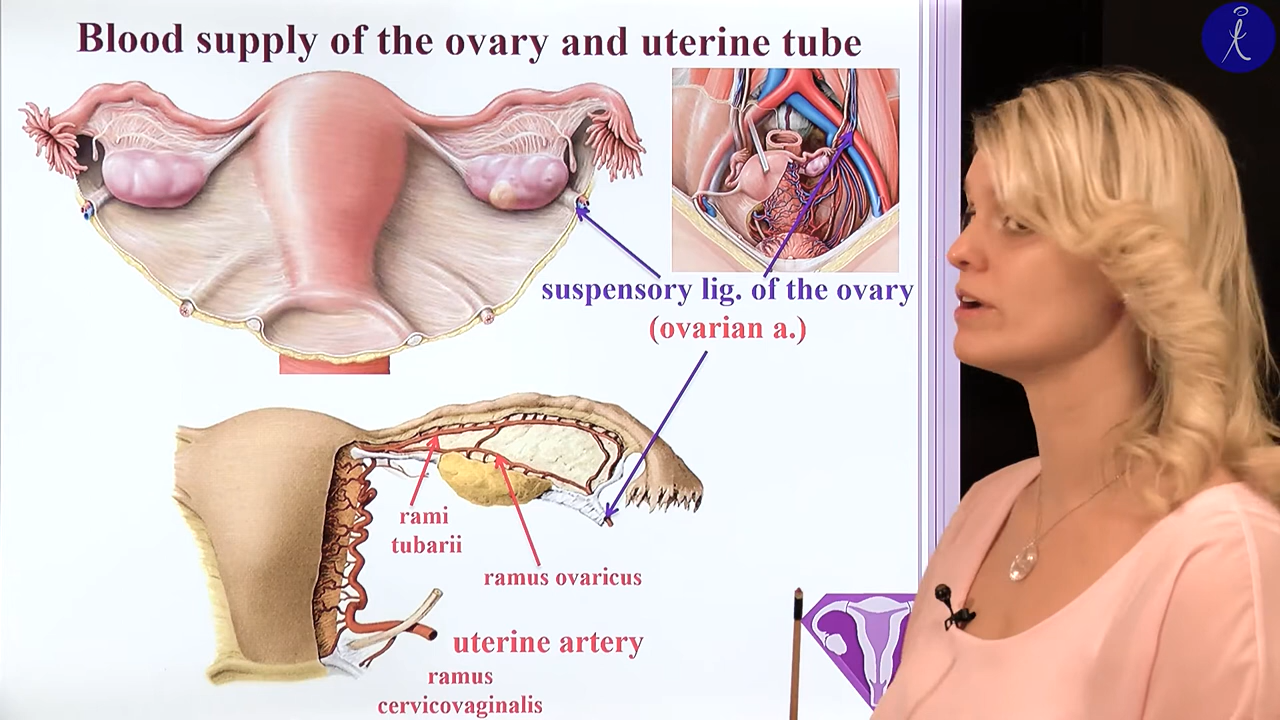 Blood supply of the ovary and uterine tube
suspensory lig. of the ovary
(ovarian a.)
rami
tubarii
ramus ovaricus
uterine artery
ramus
cervicovaginalis